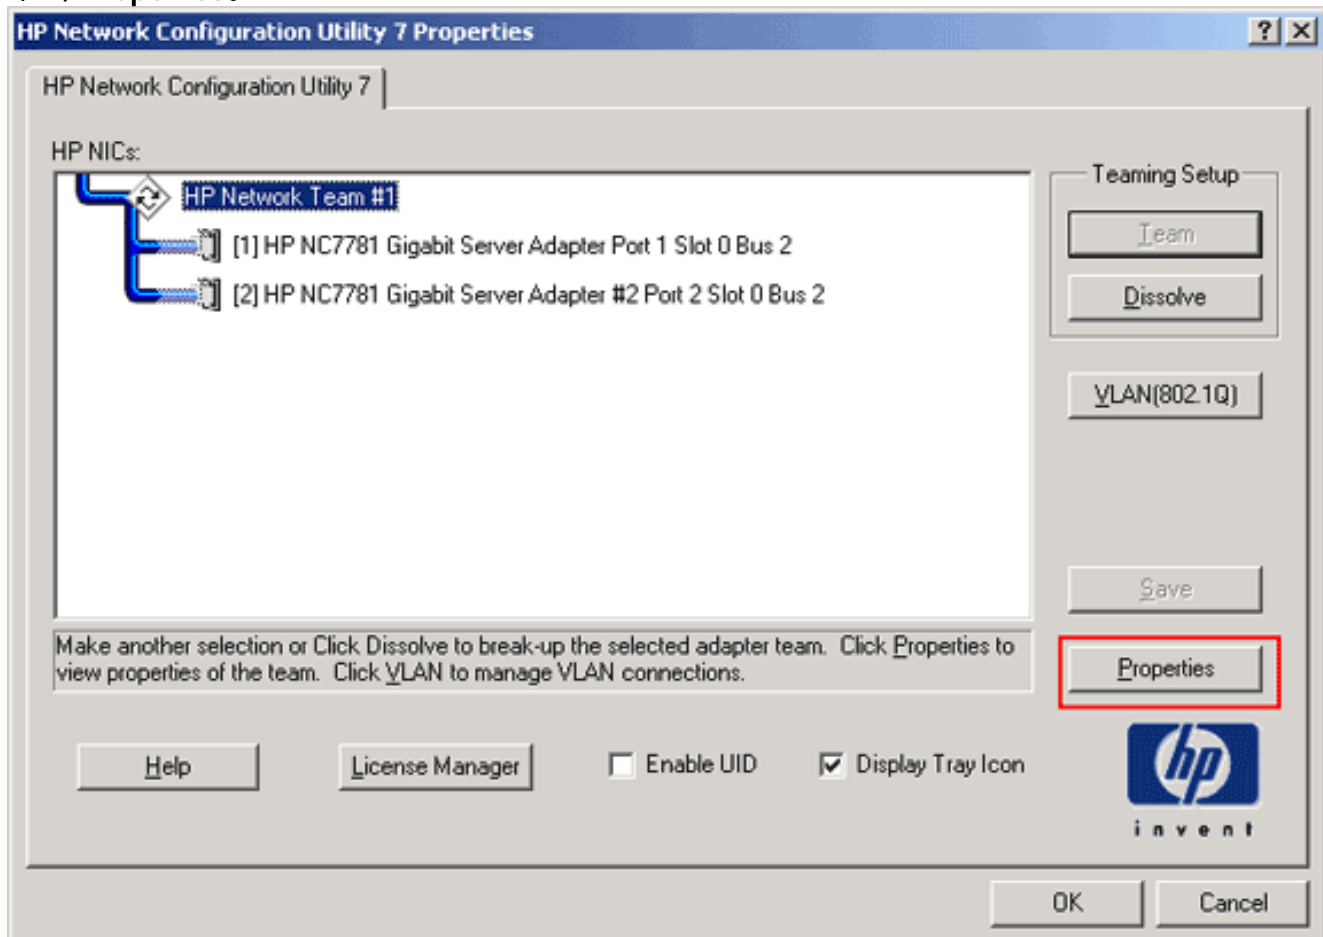 HP Network Configuration Utility 7 Properties
HP Network Configuration Utility 7
HP NICs:
HP Network Team #1
[1] HP NC7781 Gigabit Server Adapter Port 1 Slot 0 Bus 2
[2] HP NC7781 Gigabit Server Adapter #2 Port 2 Slot 0 Bus 2
Teaming Setup
Team
Dissolve
VLAN(802.1Q)
Save
Make another selection or Click Dissolve to break-up the selected adapter team. Click Properties to
view properties of the team. Click VLAN to manage VLAN connections.
Properties
Help
License Manager
Enable UID
Display Tray Icon
hp
invent
OK
Cancel